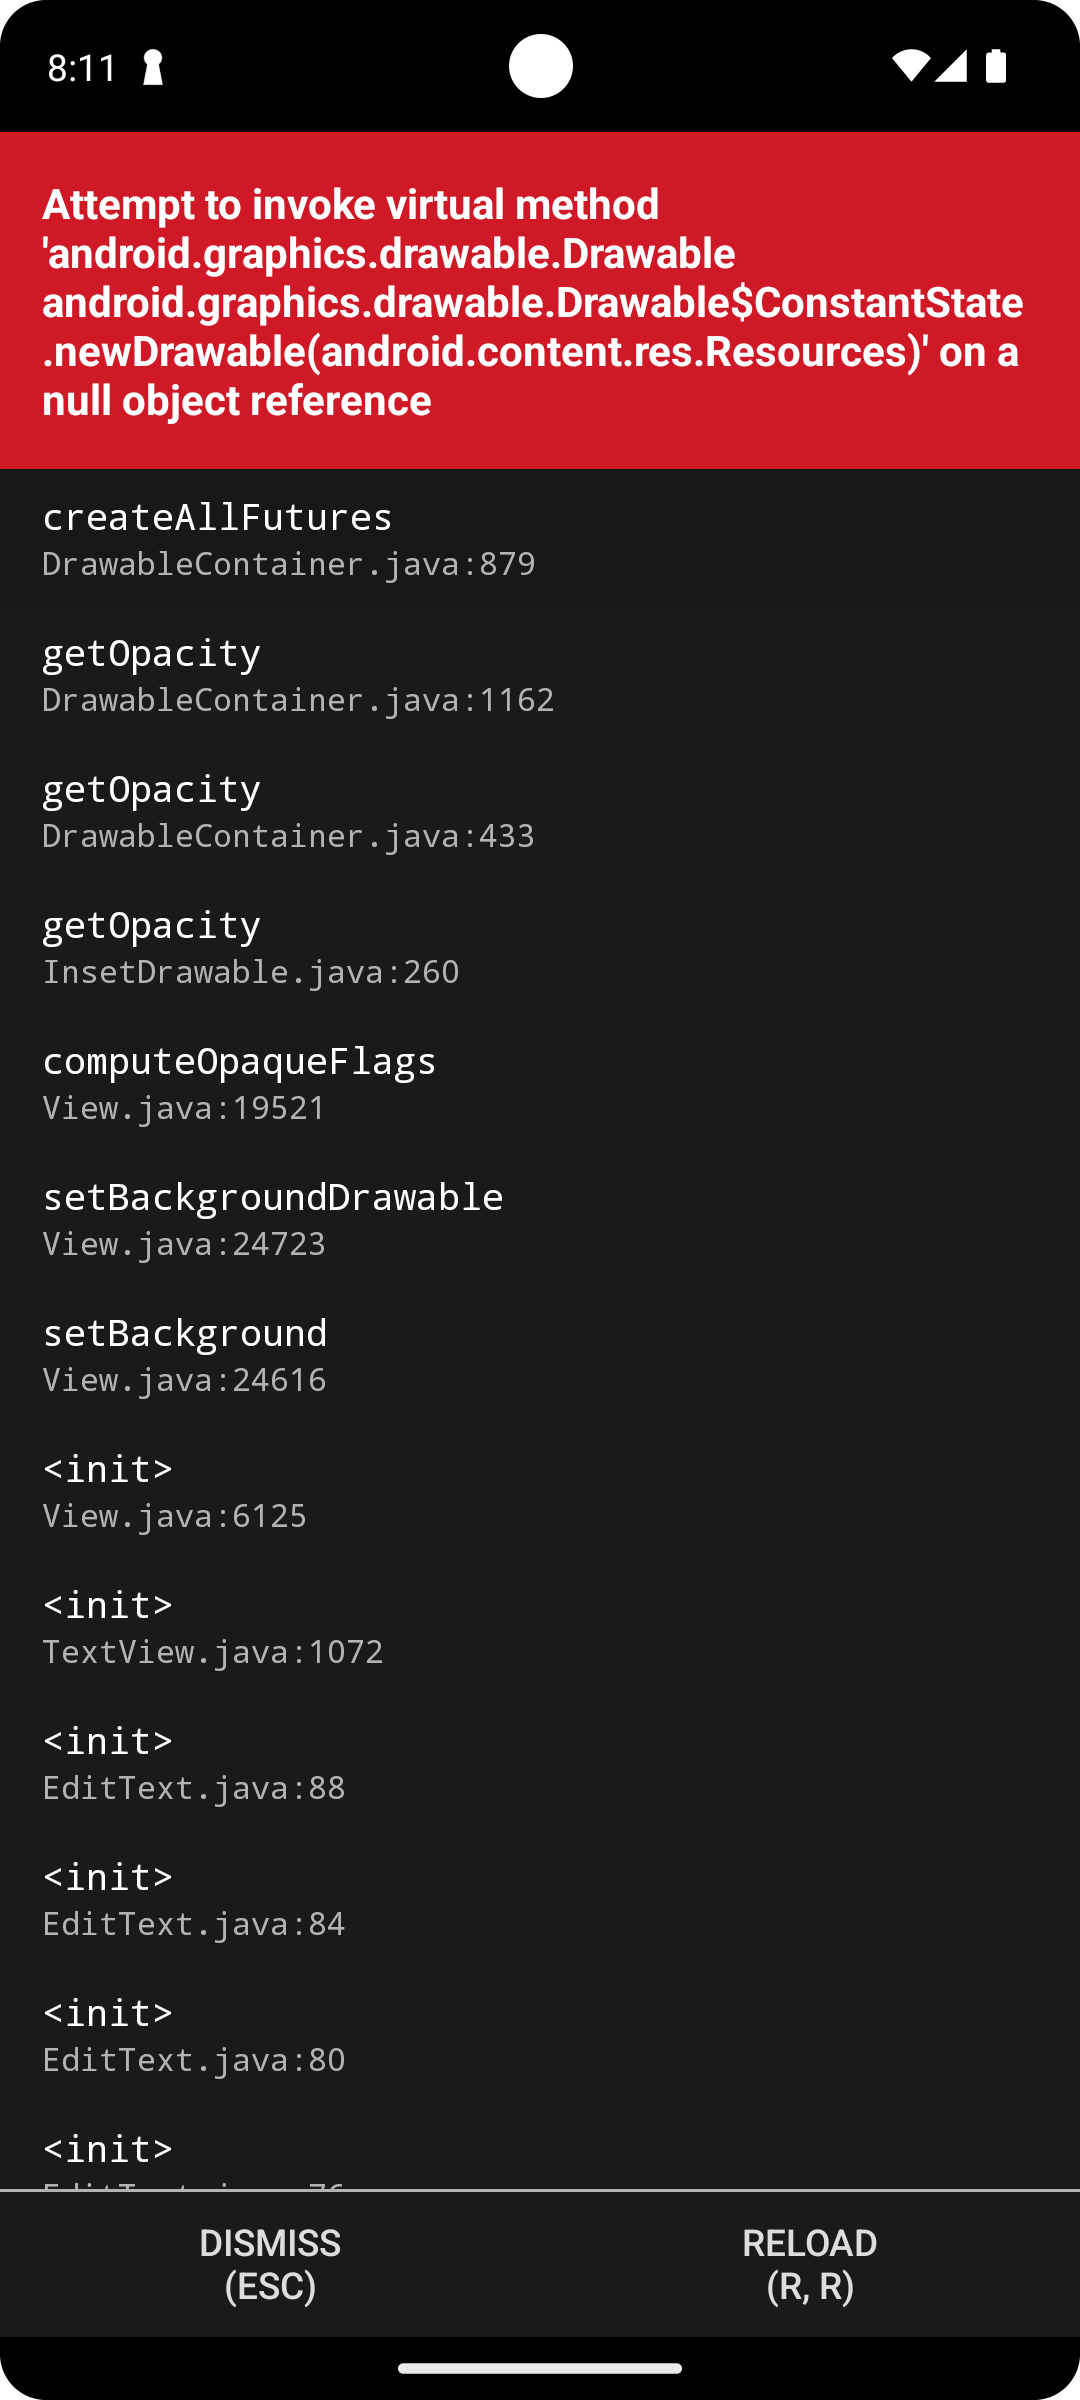 8:11
Attempt to invoke virtual method
'android.graphics.drawable.Drawable
android.graphics.drawable.Drawable$ConstantState
.newDrawable(android.content.res.Resources)' on a
null object reference
createAllFutures
DrawableContainer.java:879
getOpacity
DrawableContainer.java:1162
getOpacity
DrawableContainer.java:433
getOpacity
InsetDrawable.java:260
computeOpaqueFlags
View.java:19521
setBackgroundDrawable
View.java:24723
setBackground
View.java:24616
<init>
View.java:6125
<init>
TextView.java:1072
<init>
EditText.java:88
<init>
EditText.java:84
<init>
EditText.java:80
<init>
DISMISS
(ESC)
RELOAD
(R, R)